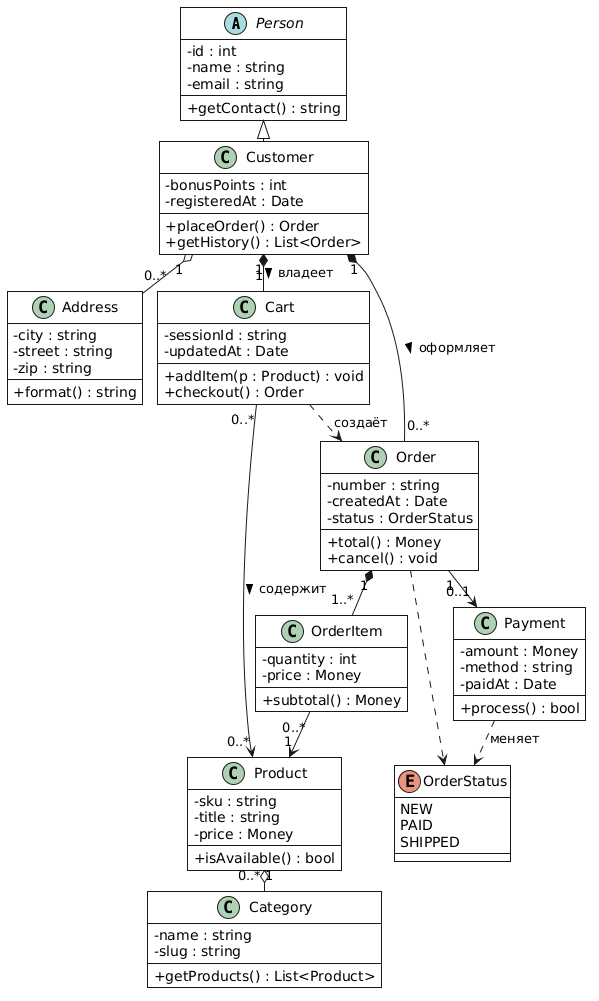 A Person
-id : int
-name : string
-email : string
+getContact() : string
C Customer
-bonusPoints : int
-registeredAt : Date
+placeOrder() : Order
+getHistory() : List<Order>
0..* 1
1
1
владеет
1
C Address
-city : string
-street : string
-zip : string
+format() : string
C Cart
-sessionId : string
-updatedAt : Date
+addItem(p : Product) : void
+checkout() : Order
оформляет
0..*
создаёт
0..*
C Order
-number : string
-createdAt : Date
-status : OrderStatus
+total() : Money
+cancel() : void
содержит
1
1..*
1
0..1
C OrderItem
-quantity : int
-price : Money
+subtotal() : Money
C Payment
-amount : Money
-method : string
-paidAt : Date
+process() : bool
0..*
0..*
1
меняет
C Product
-sku : string
-title : string
-price : Money
+isAvailable() : bool
E OrderStatus
NEW
PAID
SHIPPED
0..* 1
C Category
-name : string
-slug : string
+getProducts() : List<Product>